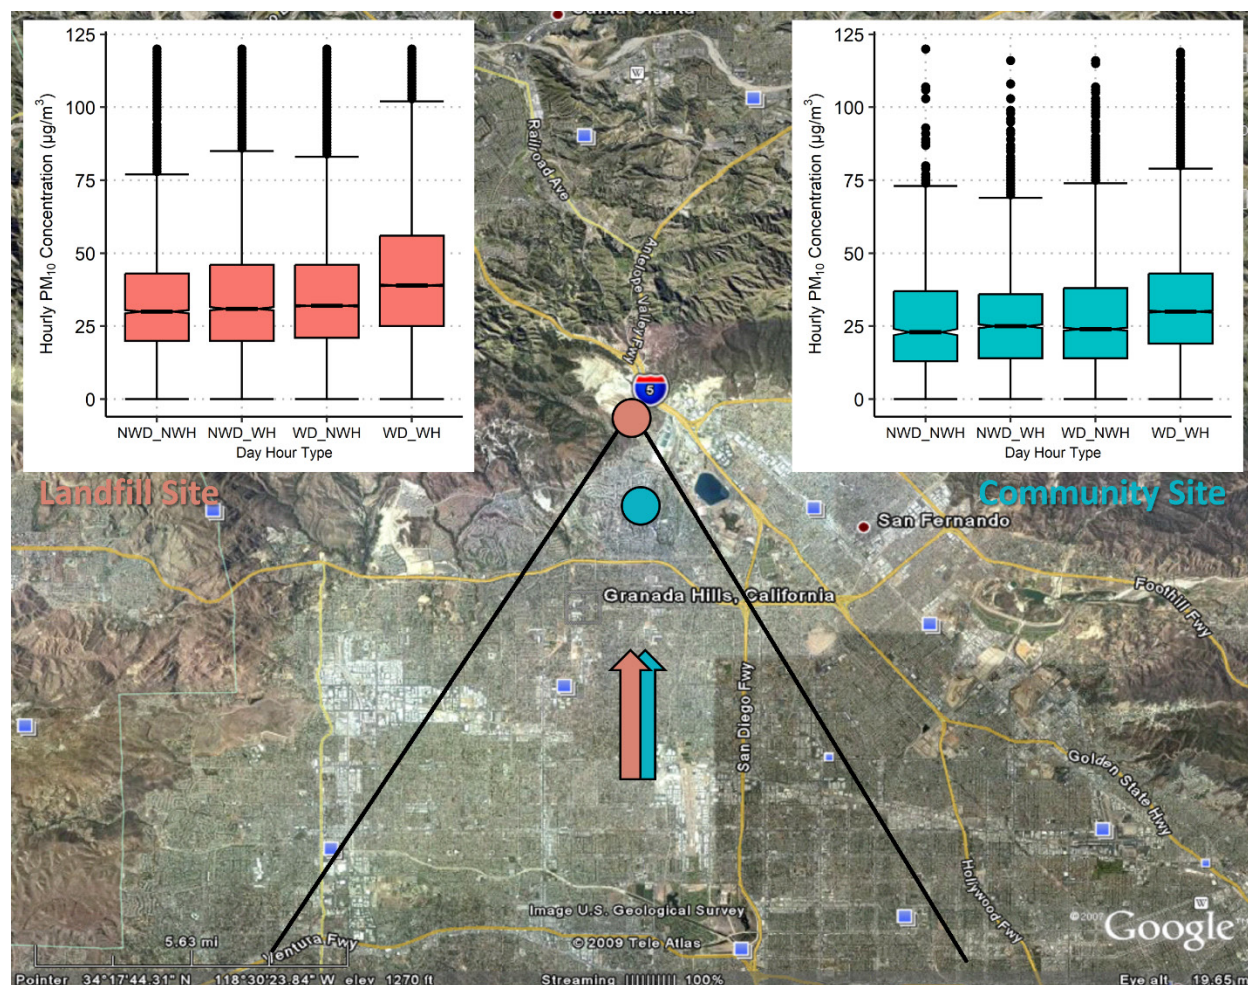 Santa Clarita
125
100
75
50
25
0
Hourly PM10 Concentration (µg/m3)
NWD_NWH
NWD_WH
WD_NWH
WD_WH
Day Hour Type
Landfill Site
125
100
75
50
25
0
Hourly PM10 Concentration (µg/m3)
NWD_NWH
NWD_WH
WD_NWH
WD_WH
Day Hour Type
Community Site
W
Railroad Ave
Antelope Valley Fwy
5
San Fernando
Granada Hills, California
Foothill Fwy
San Diego Fwy
Golden State Hwy
Hollywood Fwy
W
Image U.S. Geological Survey
© 2009 Tele Atlas
© 2007 Google™
5.63 mi
Ventura Fwy
Pointer 34°17'44.31" N 118°30'23.84" W elev 1270 ft
Streaming |||||||||| 100%
Eye alt 19.65 m